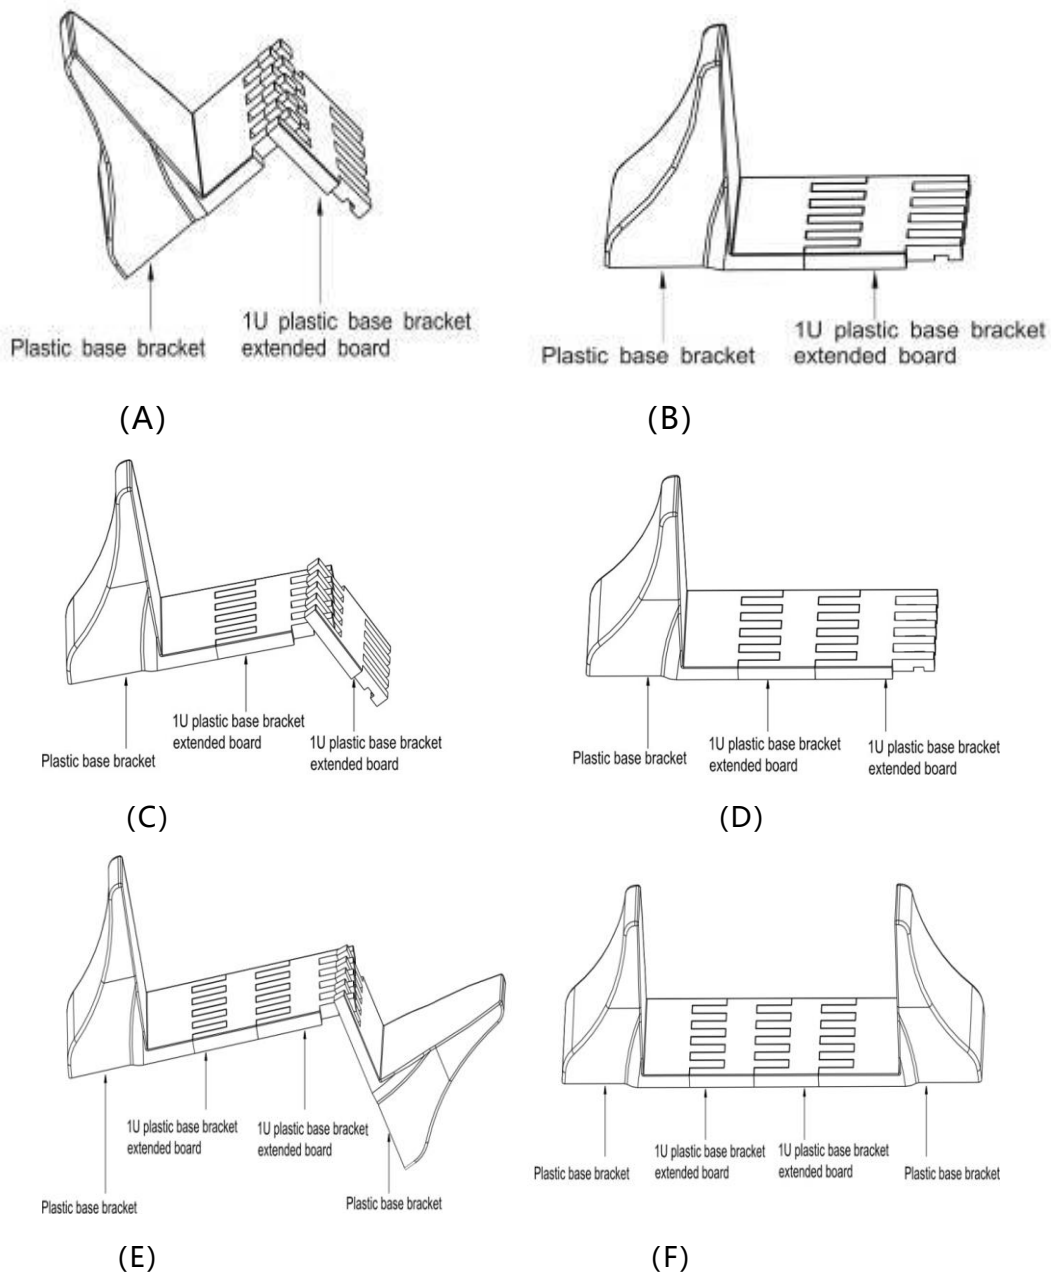 Plastic base bracket
1U plastic base bracket
extended board
Plastic base bracket
1U plastic base bracket
extended board
(A)
(B)
Plastic base bracket
1U plastic base bracket
extended board
1U plastic base bracket
extended board
Plastic base bracket
1U plastic base bracket
extended board
1U plastic base bracket
extended board
(C)
(D)
Plastic base bracket
1U plastic base bracket
extended board
1U plastic base bracket
extended board
Plastic base bracket
Plastic base bracket
1U plastic base bracket
extended board
1U plastic base bracket
extended board
Plastic base bracket
(E)
(F)